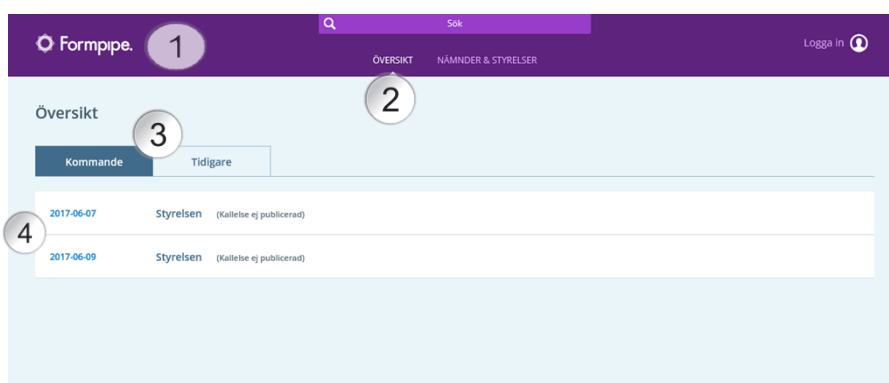 Sök
Formpipe.
1
Logga in
ÖVERSIKT NÄMNDER & STYRELSER
2
Översikt
3
Kommande Tidigare
2017-06-07 Styrelsen (Kallelse ej publicerad)
4
2017-06-09 Styrelsen (Kallelse ej publicerad)